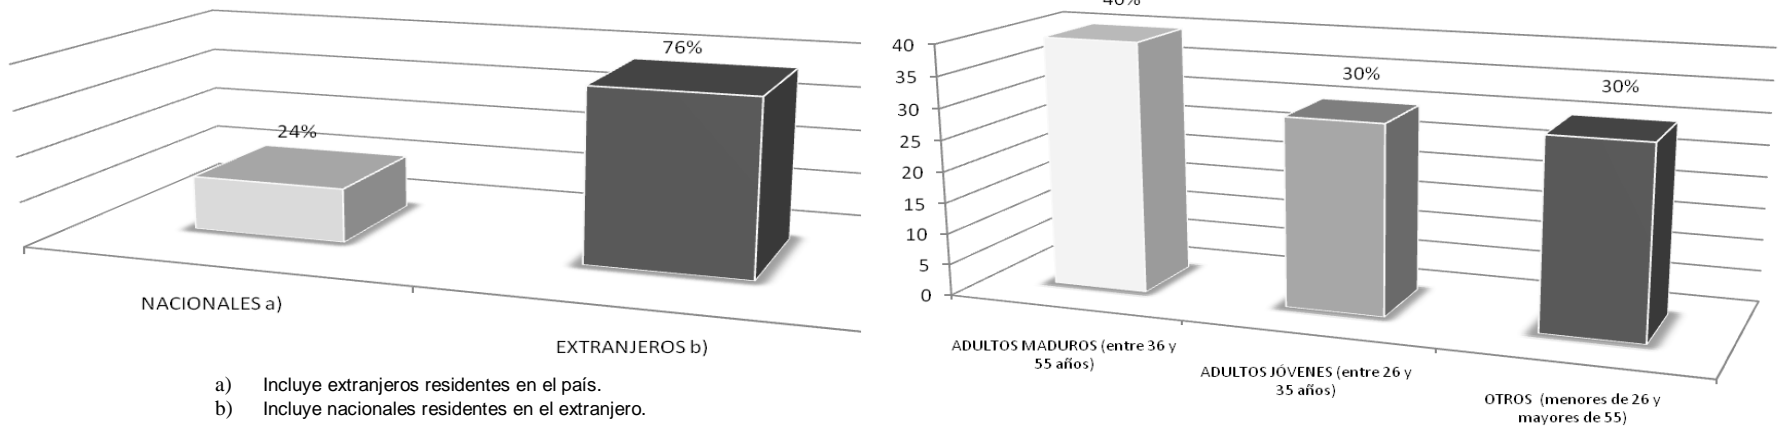 24%
76%
NACIONALES a)
EXTRANJEROS b)
a) Incluye extranjeros residentes en el país.
b) Incluye nacionales residentes en el extranjero.
40%
40
35
30
25
20
15
10
5
0
30%
30%
ADULTOS MADUROS (entre 36 y
55 años)
ADULTOS JÓVENES (entre 26 y
35 años)
OTROS (menores de 26 y
mayores de 55)